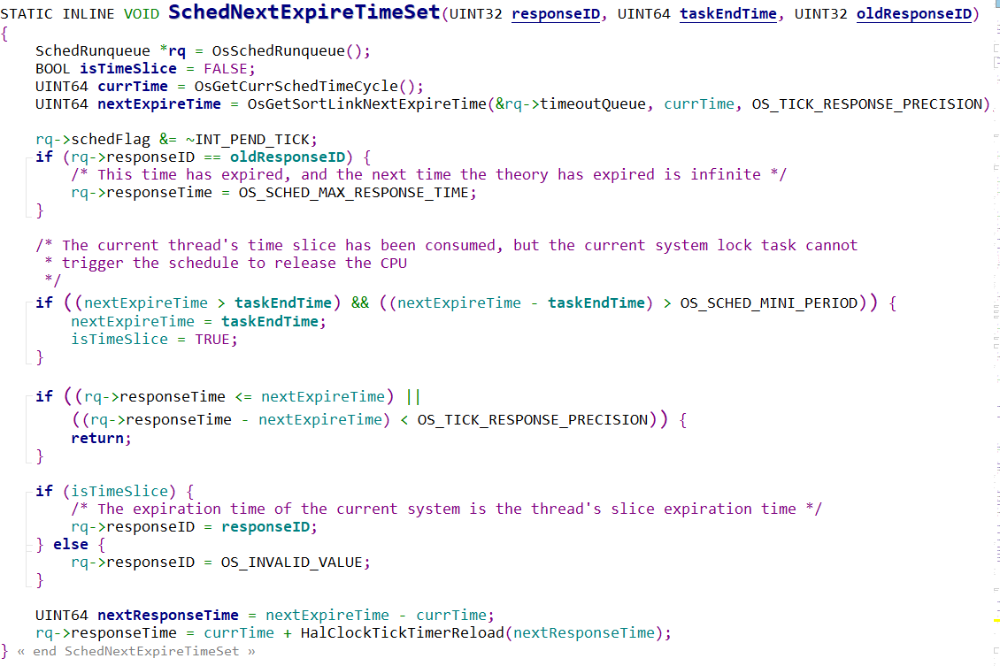 STATIC INLINE VOID SchedNextExpireTimeSet(UINT32 responseID, UINT64 taskEndTime, UINT32 oldResponseID)
{
    SchedRunqueue *rq = OsSchedRunqueue();
    BOOL isTimeSlice = FALSE;
    UINT64 currTime = OsGetCurrSchedTimeCycle();
    UINT64 nextExpireTime = OsGetSortLinkNextExpireTime(&rq->timeoutQueue, currTime, OS_TICK_RESPONSE_PRECISION)

    rq->schedFlag &= ~INT_PEND_TICK;
    if (rq->responseID == oldResponseID) {
        /* This time has expired, and the next time the theory has expired is infinite */
        rq->responseTime = OS_SCHED_MAX_RESPONSE_TIME;
    }

    /* The current thread's time slice has been consumed, but the current system lock task cannot
     * trigger the schedule to release the CPU
     */
    if ((nextExpireTime > taskEndTime) && ((nextExpireTime - taskEndTime) > OS_SCHED_MINI_PERIOD)) {
        nextExpireTime = taskEndTime;
        isTimeSlice = TRUE;
    }

    if ((rq->responseTime <= nextExpireTime) ||
        ((rq->responseTime - nextExpireTime) < OS_TICK_RESPONSE_PRECISION)) {
        return;
    }

    if (isTimeSlice) {
        /* The expiration time of the current system is the thread's slice expiration time */
        rq->responseID = responseID;
    } else {
        rq->responseID = OS_INVALID_VALUE;
    }

    UINT64 nextResponseTime = nextExpireTime - currTime;
    rq->responseTime = currTime + HalClockTickTimerReload(nextResponseTime);
} « end SchedNextExpireTimeSet »